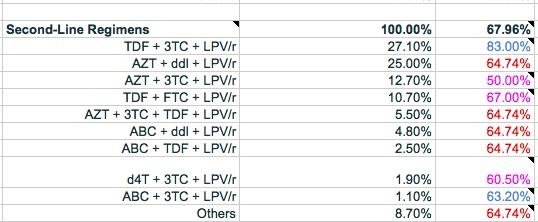 Second-Line Regimens 100.00% 67.96%
TDF + 3TC + LPV/r 27.10% 83.00%
AZT + ddI + LPV/r 25.00% 64.74%
AZT + 3TC + LPV/r 12.70% 50.00%
TDF + FTC + LPV/r 10.70% 67.00%
AZT + 3TC + TDF + LPV/r 5.50% 64.74%
ABC + ddI + LPV/r 4.80% 64.74%
ABC + TDF + LPV/r 2.50% 64.74%
d4T + 3TC + LPV/r 1.90% 60.50%
ABC + 3TC + LPV/r 1.10% 63.20%
Others 8.70% 64.74%